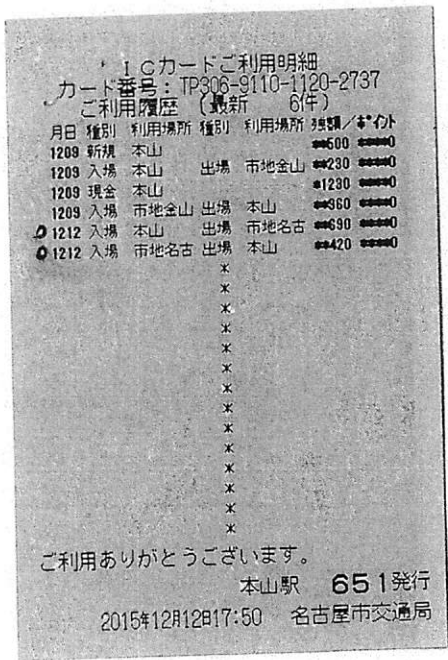 ICカードご利用明細
カード番号：TP306-9110-1120-2737
ご利用履歴（最新 6件）
月日 種別 利用場所 種別 利用場所 残額／ポイント
1209 新規 本山 **500 ****0
1209 入場 本山 出場 市地金山 **230 ****0
1209 現金 本山 *1230 ****0
1209 入場 市地金山 出場 本山 **960 ****0
1212 入場 本山 出場 市地名古 **690 ****0
1212 入場 市地名古 出場 本山 **420 ****0
*
*
*
*
*
*
*
*
*
*
*
*
*
*
ご利用ありがとうございます。
本山駅 651発行
2015年12月12日17:50 名古屋市交通局